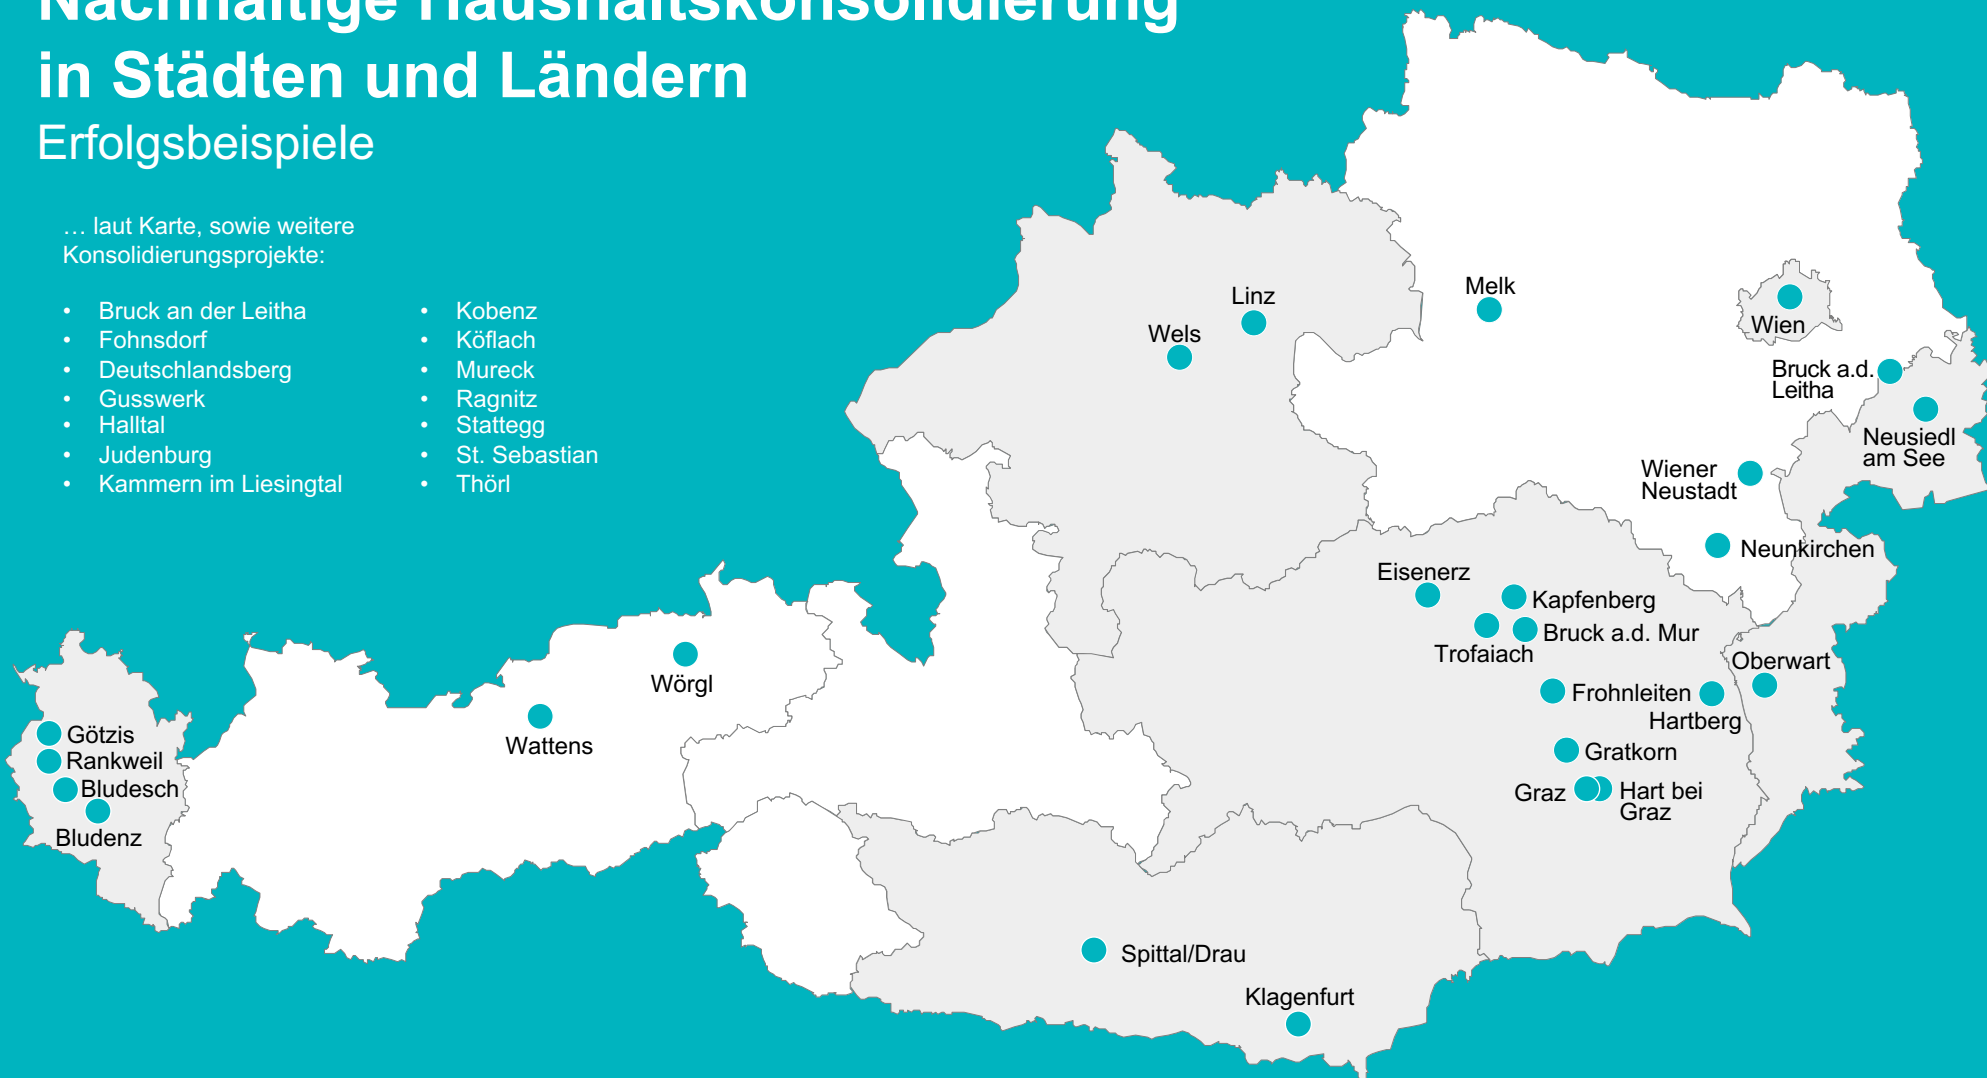 Nachhaltige Haushaltskonsolidierung
in Städten und Ländern
Erfolgsbeispiele
… laut Karte, sowie weitere
Konsolidierungsprojekte:
• Bruck an der Leitha
• Fohnsdorf
• Deutschlandsberg
• Gusswerk
• Halltal
• Judenburg
• Kammern im Liesingtal
• Kobenz
• Köflach
• Mureck
• Ragnitz
• Stattegg
• St. Sebastian
• Thörl
Melk
Linz
Wels
Wien
Bruck a.d.
Leitha
Neusiedl
am See
Wiener
Neustadt
Neunkirchen
Eisenerz
Kapfenberg
Bruck a.d. Mur
Trofaiach
Oberwart
Frohnleiten
Hartberg
Gratkorn
Graz
Hart bei
Graz
Wörgl
Wattens
Götzis
Rankweil
Bludesch
Bludenz
Spittal/Drau
Klagenfurt